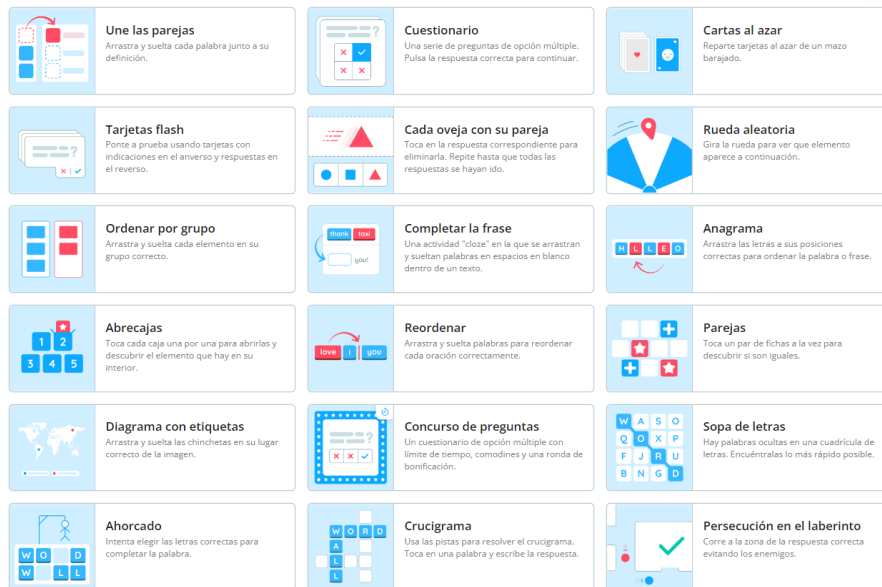 Une las parejas
Arrastra y suelta cada palabra junto a su
definición.
Cuestionario
Una serie de preguntas de opción múltiple.
Pulsa la respuesta correcta para continuar.
Cartas al azar
Reparte tarjetas al azar de un mazo
barajado.
Tarjetas flash
Ponte a prueba usando tarjetas con
indicaciones en el anverso y respuestas en
el reverso.
Cada oveja con su pareja
Toca en la respuesta correspondiente para
eliminarla. Repite hasta que todas las
respuestas se hayan ido.
Rueda aleatoria
Gira la rueda para ver que elemento
aparece a continuación.
Ordenar por grupo
Arrastra y suelta cada elemento en su
grupo correcto.
thank taxi
you!
Completar la frase
Una actividad "cloze" en la que se arrastran
y sueltan palabras en espacios en blanco
dentro de un texto.
H L L E O
Anagrama
Arrastra las letras a sus posiciones
correctas para ordenar la palabra o frase.
1 2
3 4 5
Abrecajas
Toca cada caja una por una para abrirlas y
descubrir el elemento que hay en su
interior.
love I you
Reordenar
Arrastra y suelta palabras para reordenar
cada oración correctamente.
Parejas
Toca un par de fichas a la vez para
descubrir si son iguales.
Diagrama con etiquetas
Arrastra y suelta las chinchetas en su lugar
correcto de la imagen.
Concurso de preguntas
Un cuestionario de opción múltiple con
límite de tiempo, comodines y una ronda de
bonificación.
W A S O
Q O X P
F J R U
B N G D
Sopa de letras
Hay palabras ocultas en una cuadrícula de
letras. Encuéntralas lo más rápido posible.
W O D
W L L
Ahorcado
Intenta elegir las letras correctas para
completar la palabra.
W O R D
A
L
L
Crucigrama
Usa las pistas para resolver el crucigrama.
Toca en una palabra y escribe la respuesta.
Persecución en el laberinto
Corre a la zona de la respuesta correcta
evitando los enemigos.